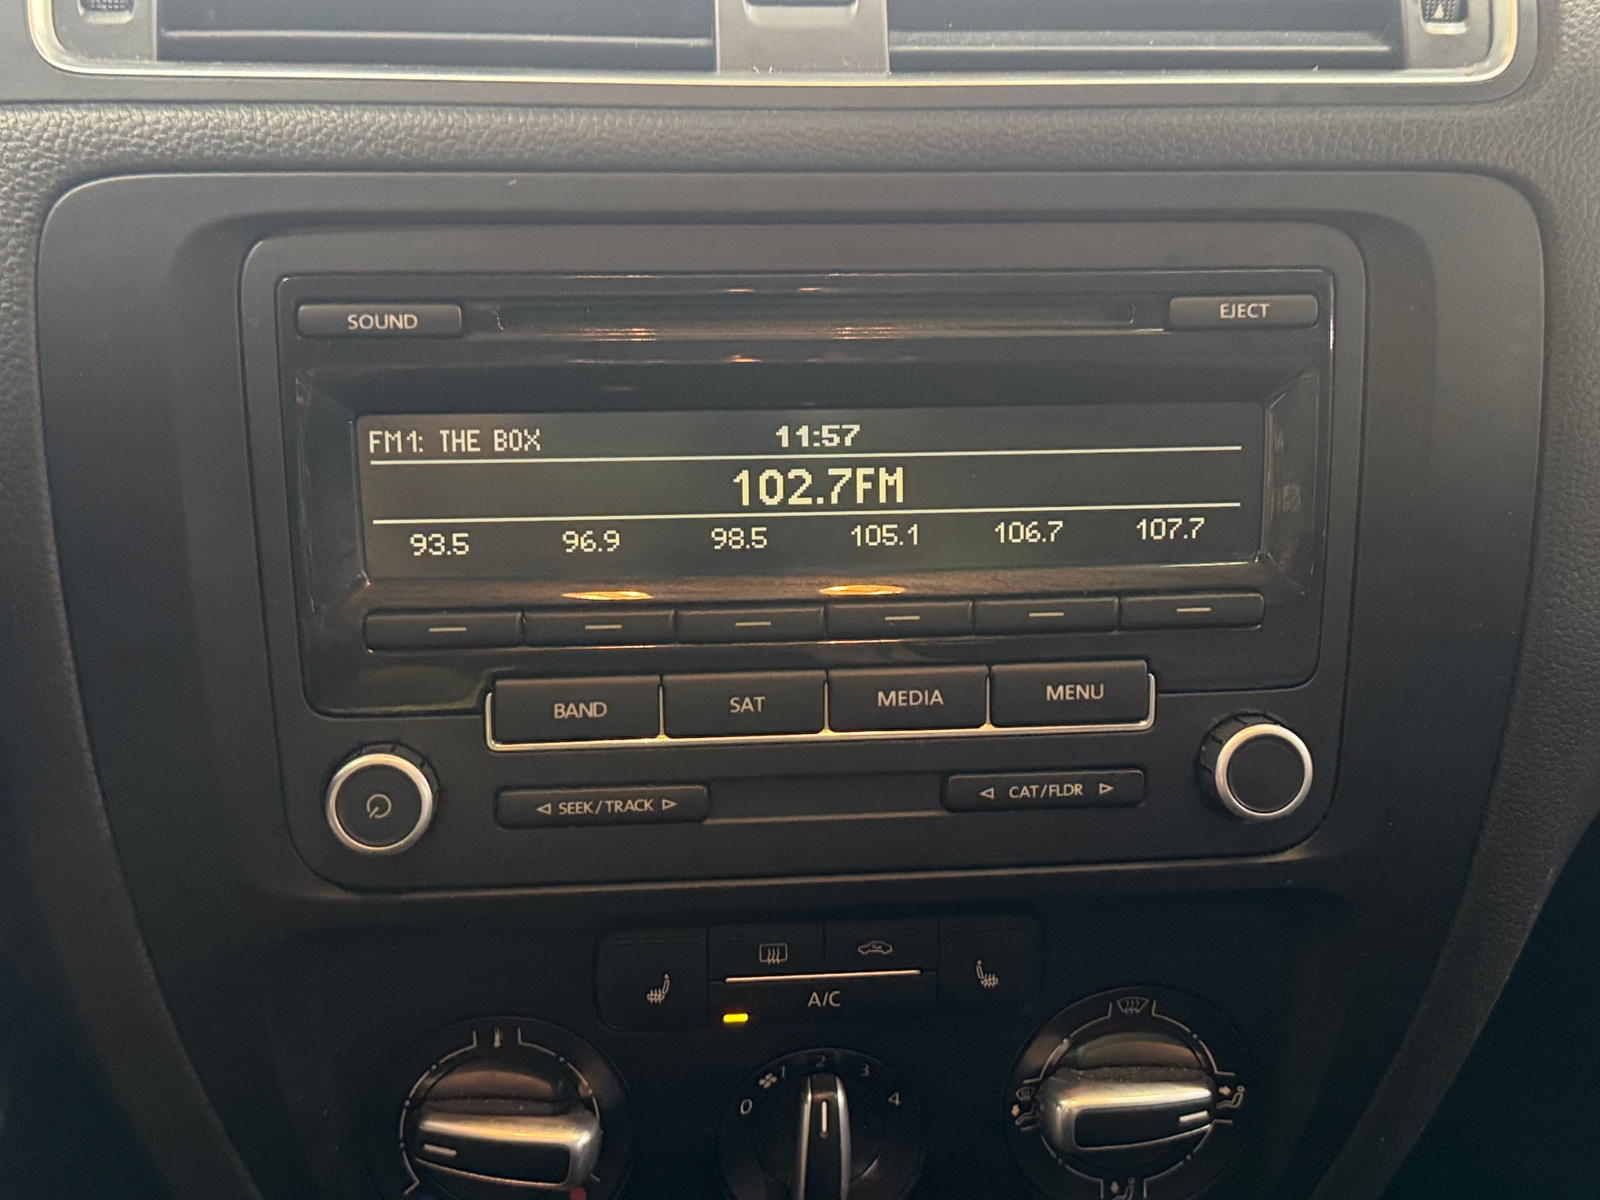 SOUND
EJECT
FM1: THE BOX 11:57
102.7FM
93.5 96.9 98.5 105.1 106.7 107.7
BAND SAT MEDIA MENU
SEEK/TRACK CAT/FLDR
A/C
0 1 2 3 4